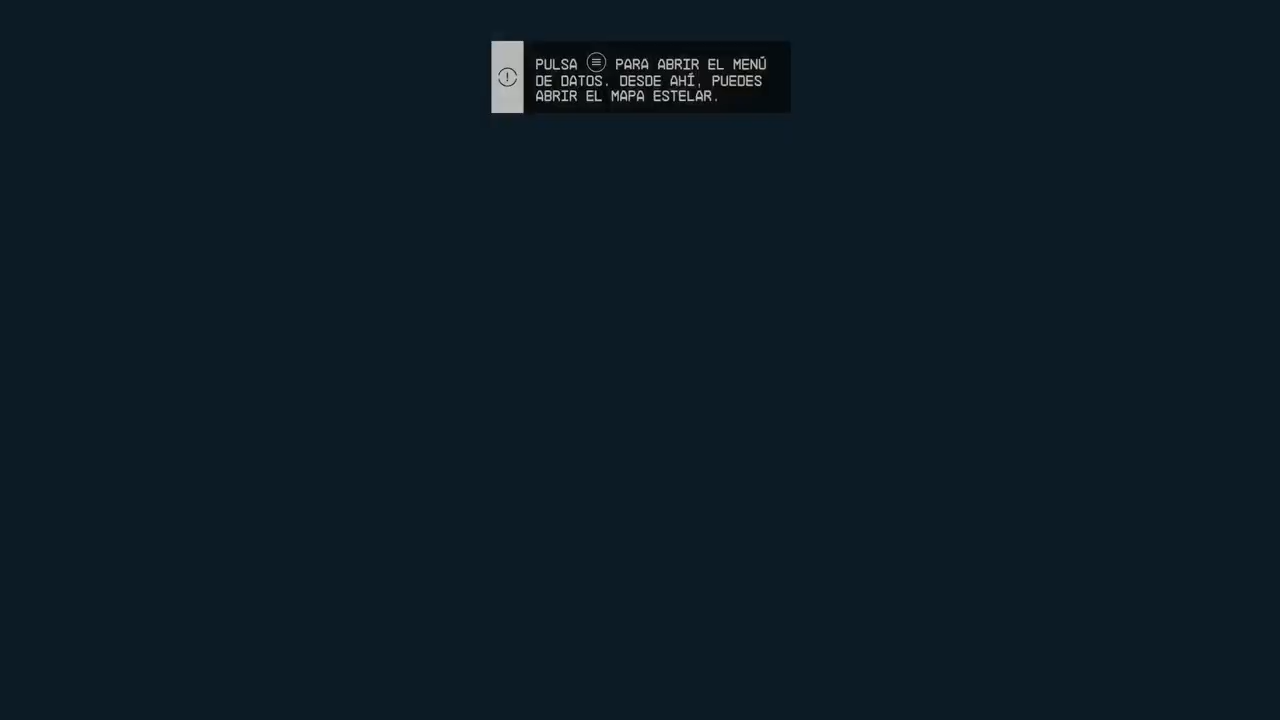 PULSA PARA ABRIR EL MENÚ
DE DATOS. DESDE AHÍ, PUEDES
ABRIR EL MAPA ESTELAR.